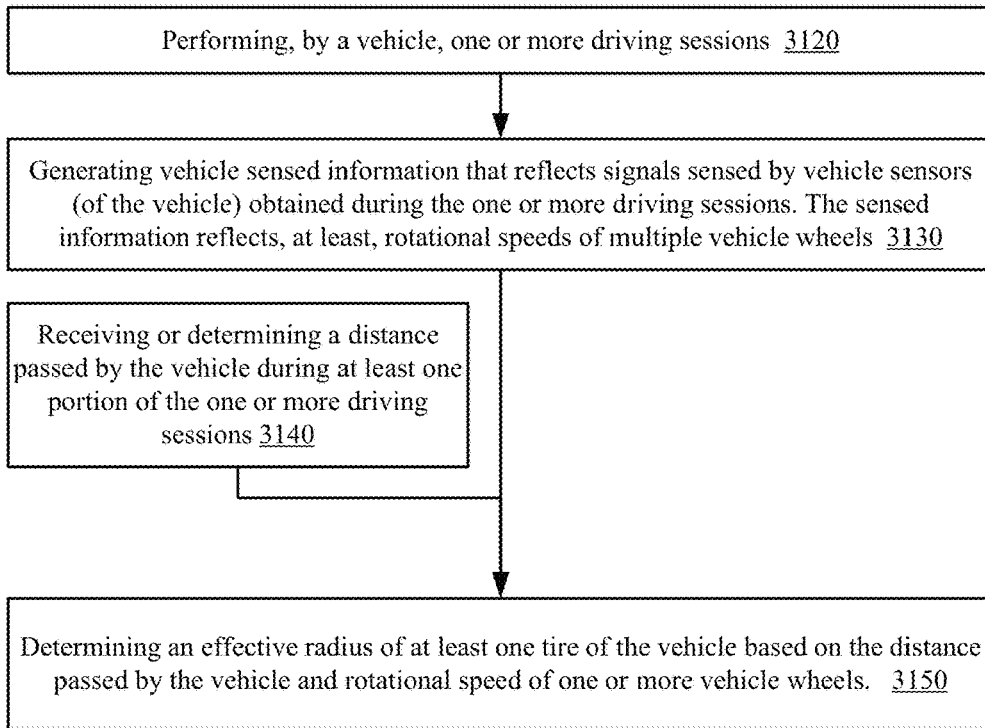 Performing, by a vehicle, one or more driving sessions 3120
Generating vehicle sensed information that reflects signals sensed by vehicle sensors
(of the vehicle) obtained during the one or more driving sessions. The sensed
information reflects, at least, rotational speeds of multiple vehicle wheels 3130
Receiving or determining a distance
passed by the vehicle during at least one
portion of the one or more driving
sessions 3140
Determining an effective radius of at least one tire of the vehicle based on the distance
passed by the vehicle and rotational speed of one or more vehicle wheels. 3150